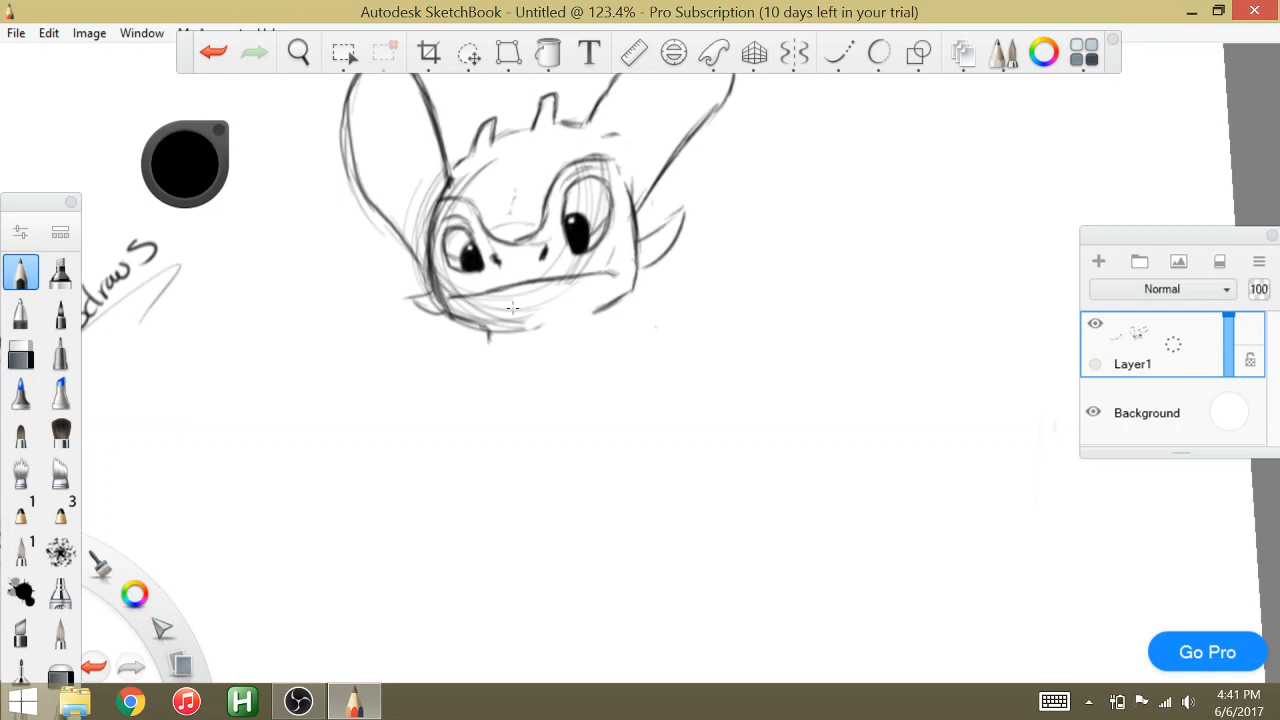 Autodesk SketchBook - Untitled @ 123.4% - Pro Subscription (10 days left in your trial)
File Edit Image Window
T
Normal
100
Layer1
Background
1
3
1
Go Pro
H
4:41 PM
6/6/2017